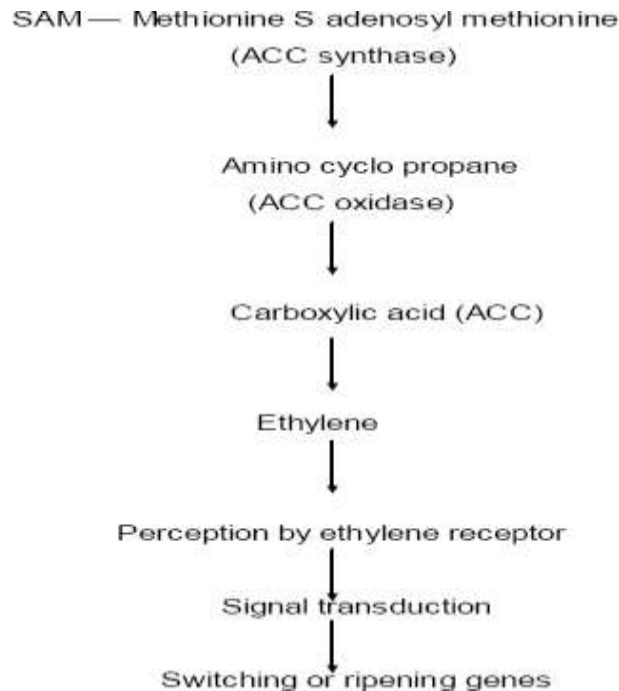 SAM — Methionine S adenosyl methionine
(ACC synthase)
Amino cyclo propane
(ACC oxidase)
Carboxylic acid (ACC)
Ethylene
Perception by ethylene receptor
Signal transduction
Switching or ripening genes